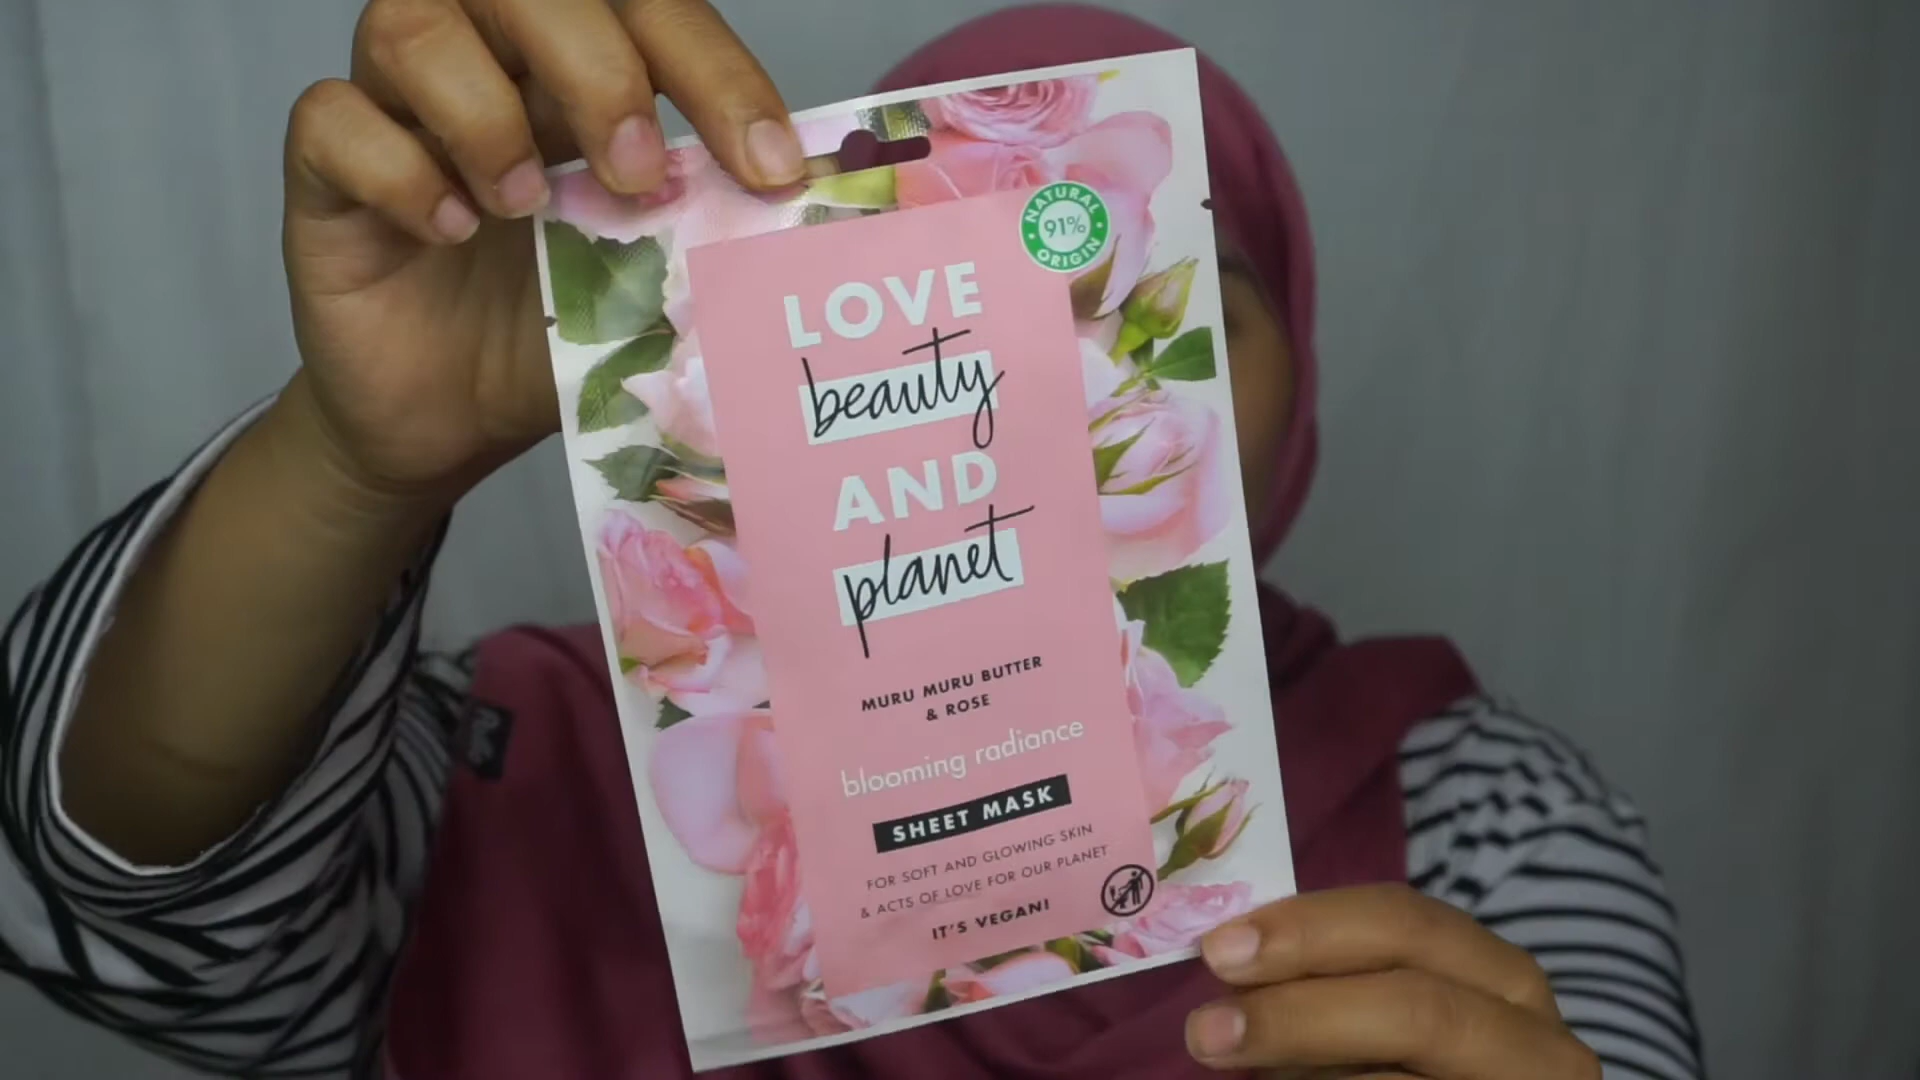 NATURAL
91%
ORIGIN
LOVE
beauty
AND
planet
MURU MURU BUTTER
& ROSE
blooming radiance
SHEET MASK
FOR SOFT AND GLOWING SKIN
& ACTS OF LOVE FOR OUR PLANET
IT'S VEGAN!